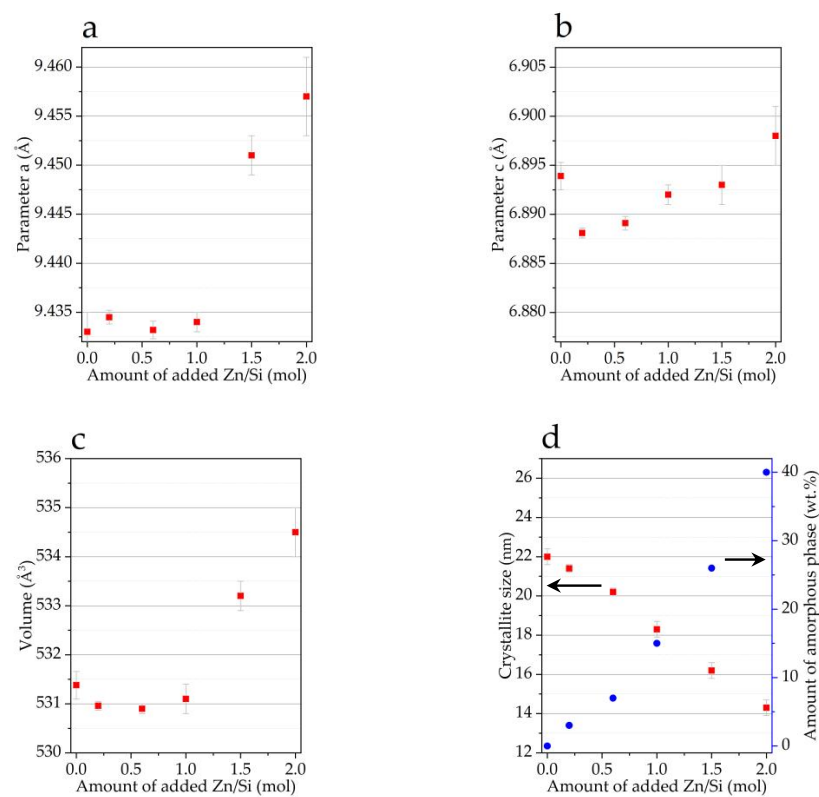 a
9.460
9.455
9.450
9.445
9.440
9.435
Parameter a (Å)
0.0 0.5 1.0 1.5 2.0
Amount of added Zn/Si (mol)
b
6.905
6.900
6.895
6.890
6.885
6.880
Parameter c (Å)
0.0 0.5 1.0 1.5 2.0
Amount of added Zn/Si (mol)
c
536
535
534
533
532
531
530
Volume (Å³)
0.0 0.5 1.0 1.5 2.0
Amount of added Zn/Si (mol)
d
26
24
22
20
18
16
14
12
Crystallite size (nm)
40
30
20
10
0
Amount of amorphous phase (wt.%)
0.0 0.5 1.0 1.5 2.0
Amount of added Zn/Si (mol)